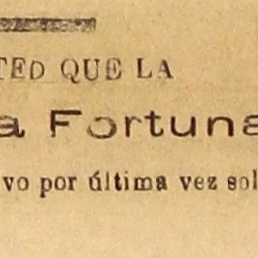 TED QUE LA
a Fortuna
vo por última vez sol